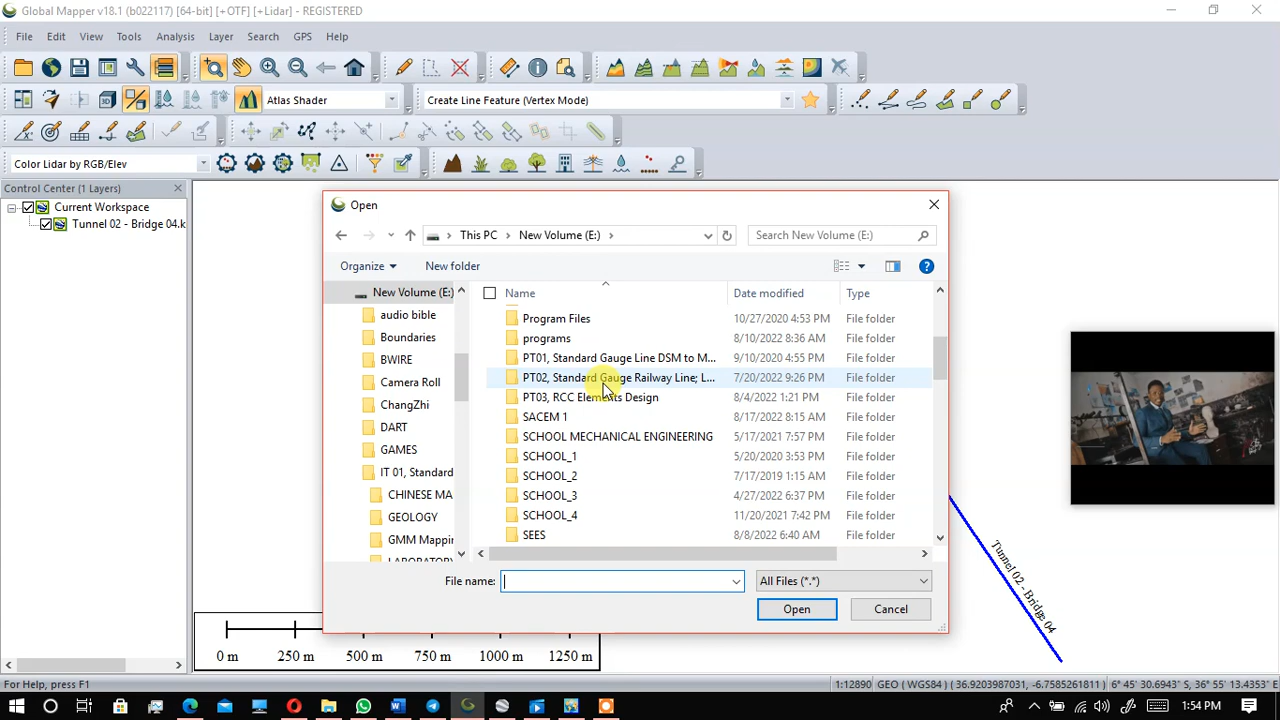 Global Mapper v18.1 (b022117) [64-bit] [+OTF] [+Lidar] - REGISTERED
File Edit View Tools Analysis Layer Search GPS Help
Atlas Shader
Create Line Feature (Vertex Mode)
3D
Color Lidar by RGB/Elev
Control Center (1 Layers)
Current Workspace
Tunnel 02 - Bridge 04.k
Open
This PC > New Volume (E:) >
Search New Volume (E:)
Organize
New folder
New Volume (E:)
audio bible
Boundaries
BWIRE
Camera Roll
ChangZhi
DART
GAMES
IT 01, Standard
CHINESE MA
GEOLOGY
GMM Mappin
LABORATORY
Name Date modified Type
Program Files 10/27/2020 4:53 PM File folder
programs 8/10/2022 8:36 AM File folder
PT01, Standard Gauge Line DSM to M... 9/10/2020 4:55 PM File folder
PT02, Standard Gauge Railway Line; L... 7/20/2022 9:26 PM File folder
PT03, RCC Elements Design 8/4/2022 1:21 PM File folder
SACEM 1 8/17/2022 8:15 AM File folder
SCHOOL MECHANICAL ENGINEERING 5/17/2021 7:57 PM File folder
SCHOOL_1 5/20/2020 3:53 PM File folder
SCHOOL_2 7/17/2019 1:15 AM File folder
SCHOOL_3 4/27/2022 6:37 PM File folder
SCHOOL_4 11/20/2021 7:42 PM File folder
SEES 8/8/2022 6:40 AM File folder
File name:
All Files (*.*)
Open Cancel
Tunnel 02 - Bridge 04
0 m 250 m 500 m 750 m 1000 m 1250 m
For Help, press F1
1:12890 GEO (WGS84) ( 36.9203987031, -6.7585261811 ) 6° 45' 30.6943" S, 36° 55' 13.4353" E
1:54 PM